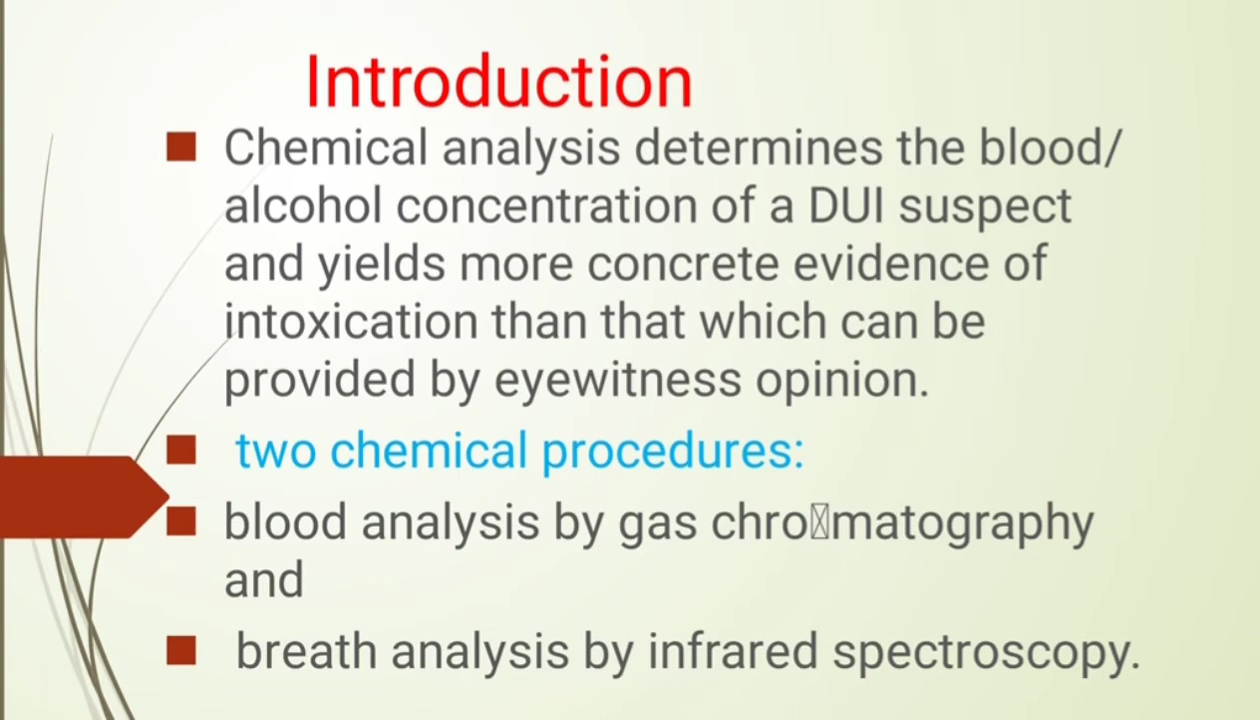 Introduction
Chemical analysis determines the blood/
alcohol concentration of a DUI suspect
and yields more concrete evidence of
intoxication than that which can be
provided by eyewitness opinion.
two chemical procedures:
blood analysis by gas chro￾matography
and
breath analysis by infrared spectroscopy.